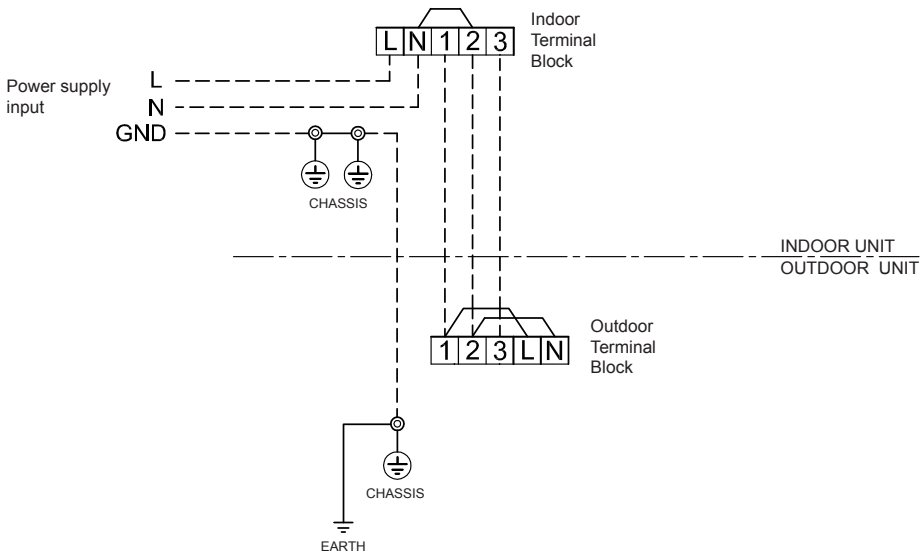 Indoor
Terminal
Block
L N 1 2 3
Power supply
input
L
N
GND
CHASSIS
INDOOR UNIT
OUTDOOR UNIT
Outdoor
Terminal
Block
1 2 3 L N
CHASSIS
EARTH